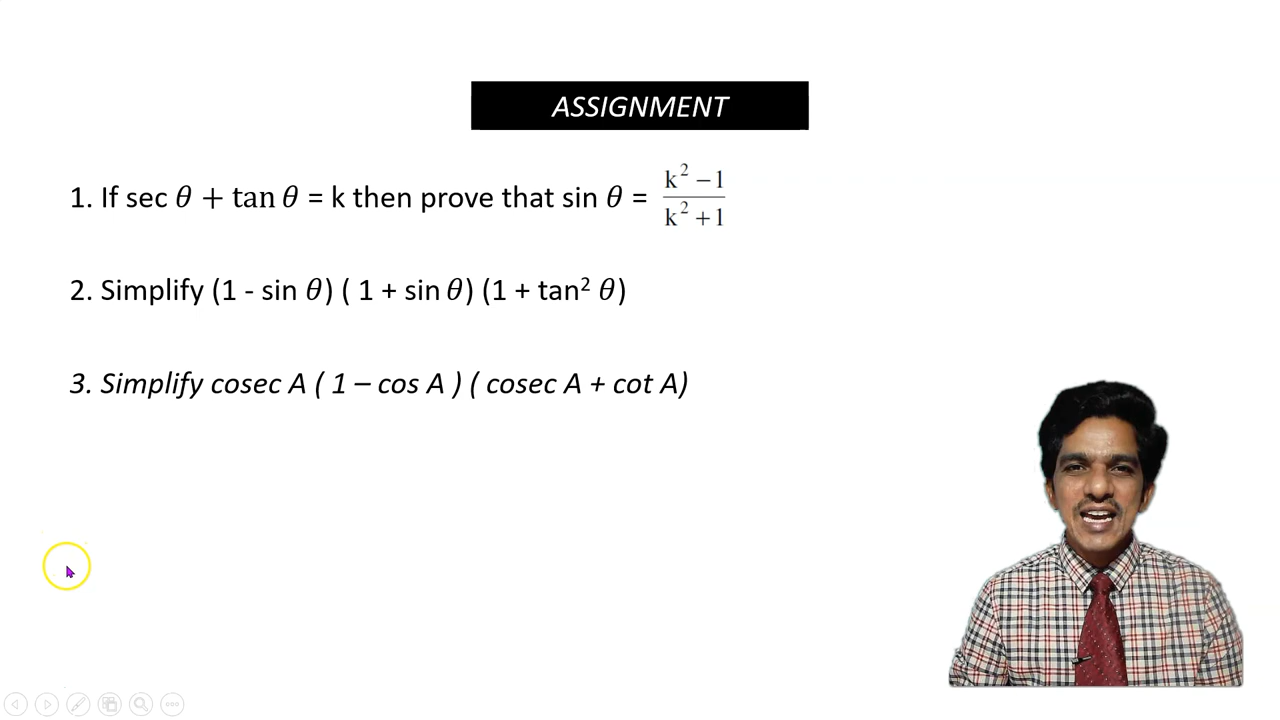 ASSIGNMENT
1. If sec θ + tan θ = k then prove that sin θ = (k² − 1)/(k² + 1)
2. Simplify (1 - sin θ) ( 1 + sin θ) (1 + tan² θ)
3. Simplify cosec A ( 1 – cos A ) ( cosec A + cot A)